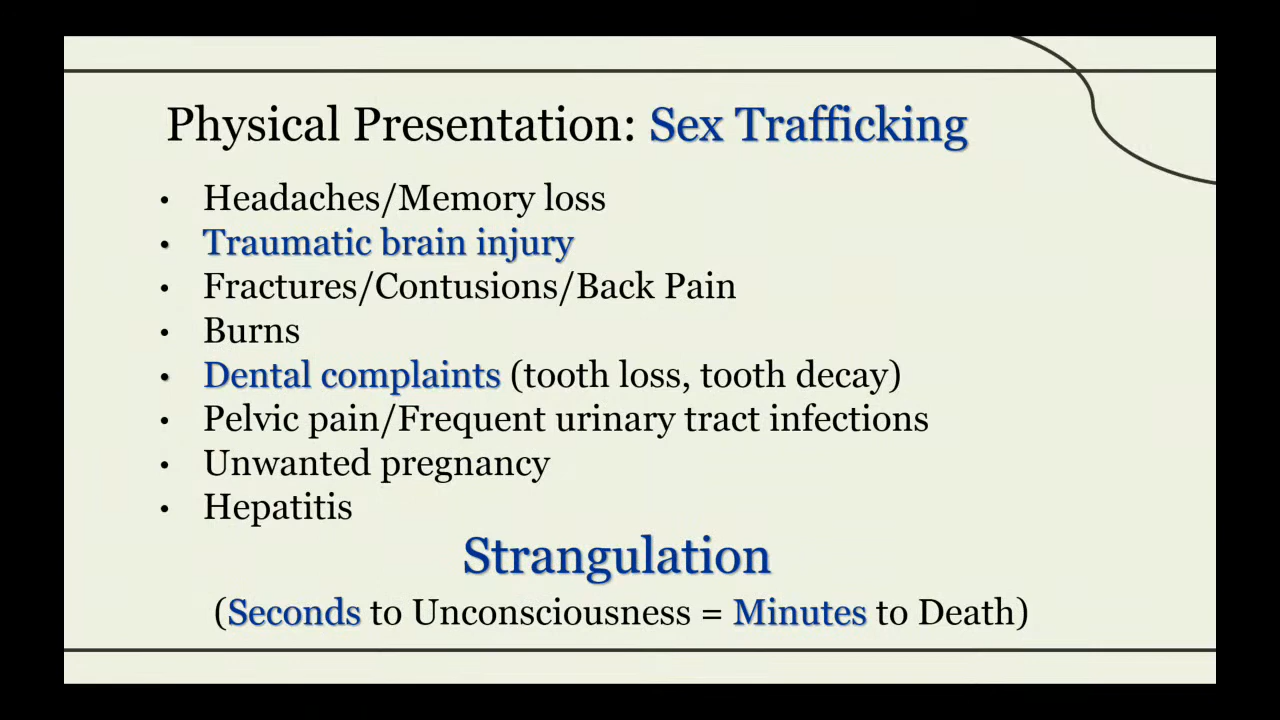 Physical Presentation: Sex Trafficking
• Headaches/Memory loss
• Traumatic brain injury
• Fractures/Contusions/Back Pain
• Burns
• Dental complaints (tooth loss, tooth decay)
• Pelvic pain/Frequent urinary tract infections
• Unwanted pregnancy
• Hepatitis
Strangulation
(Seconds to Unconsciousness = Minutes to Death)